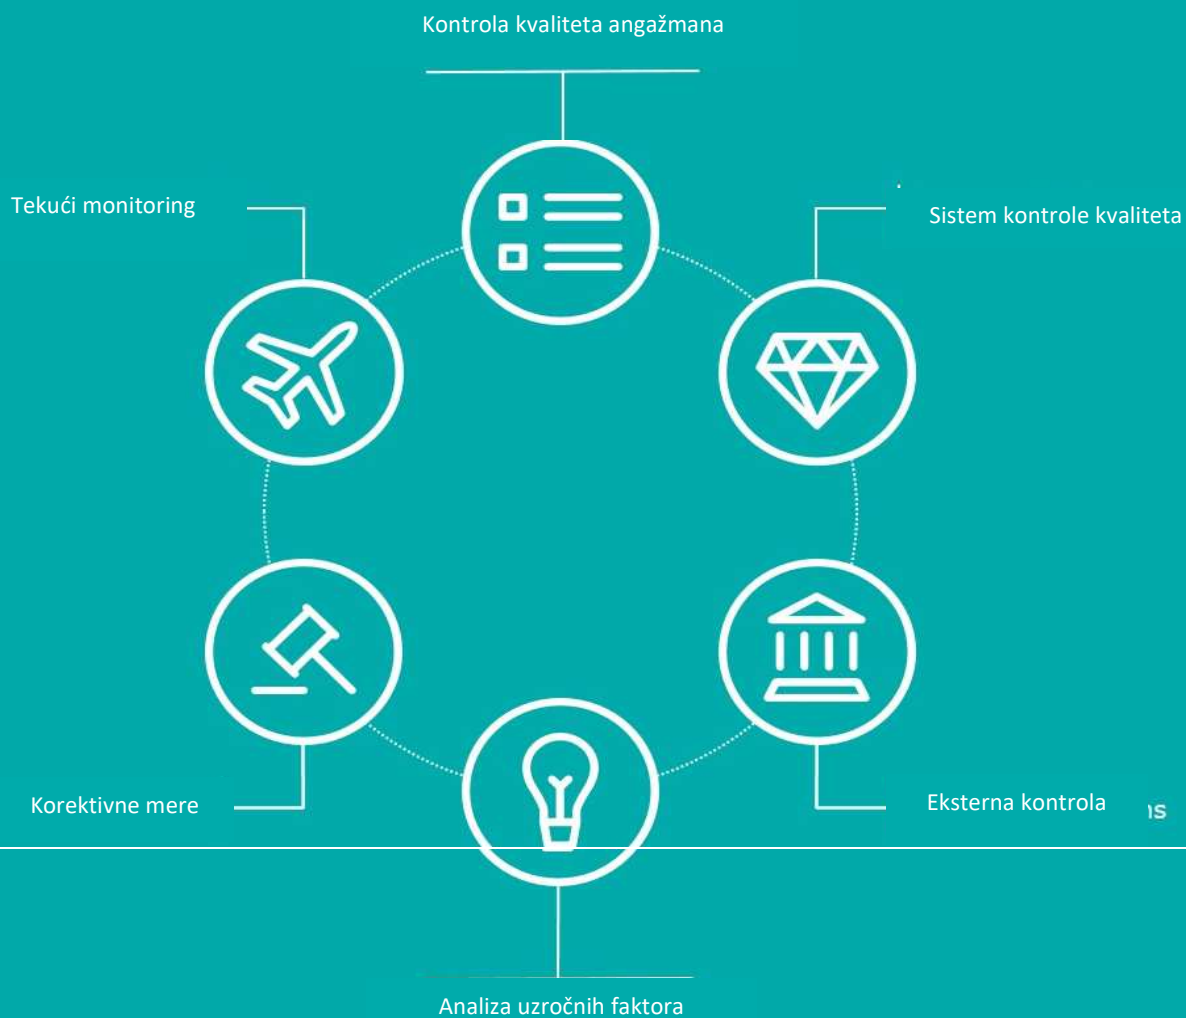 Kontrola kvaliteta angažmana
Tekući monitoring
Sistem kontrole kvaliteta
Korektivne mere
Eksterna kontrola
Analiza uzročnih faktora